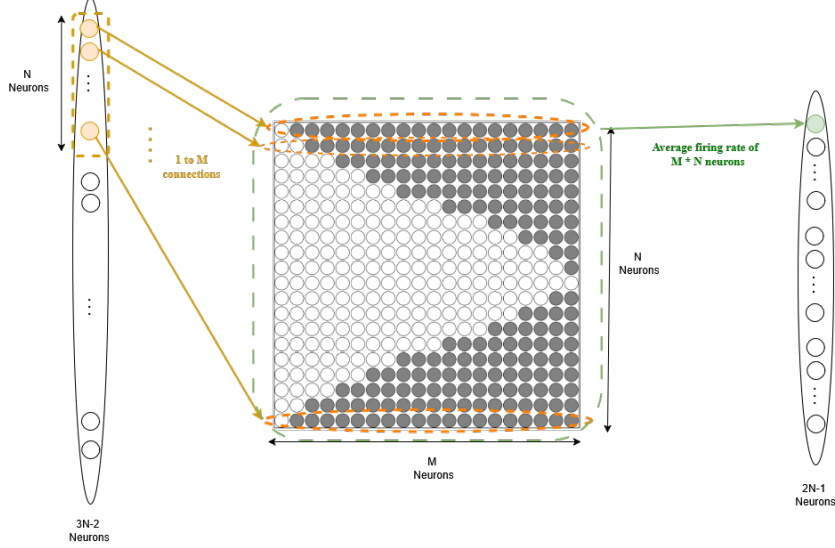 N
Neurons
1 to M
connections
3N-2
Neurons
M
Neurons
N
Neurons
Average firing rate of
M * N neurons
2N-1
Neurons